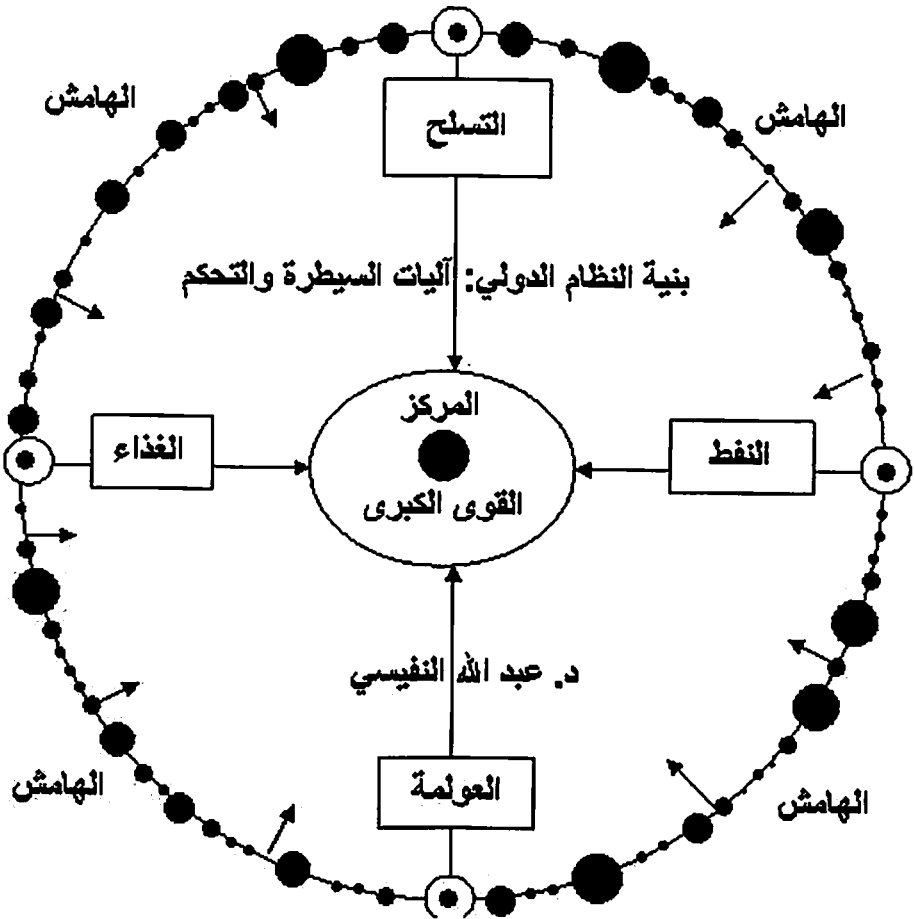 الهامش
الهامش
التسلح
بنية النظام الدولي: آليات السيطرة والتحكم
المركز
النفط
الغذاء
القوى الكبرى
د. عبد الله النفيسي
العولمة
الهامش
الهامش